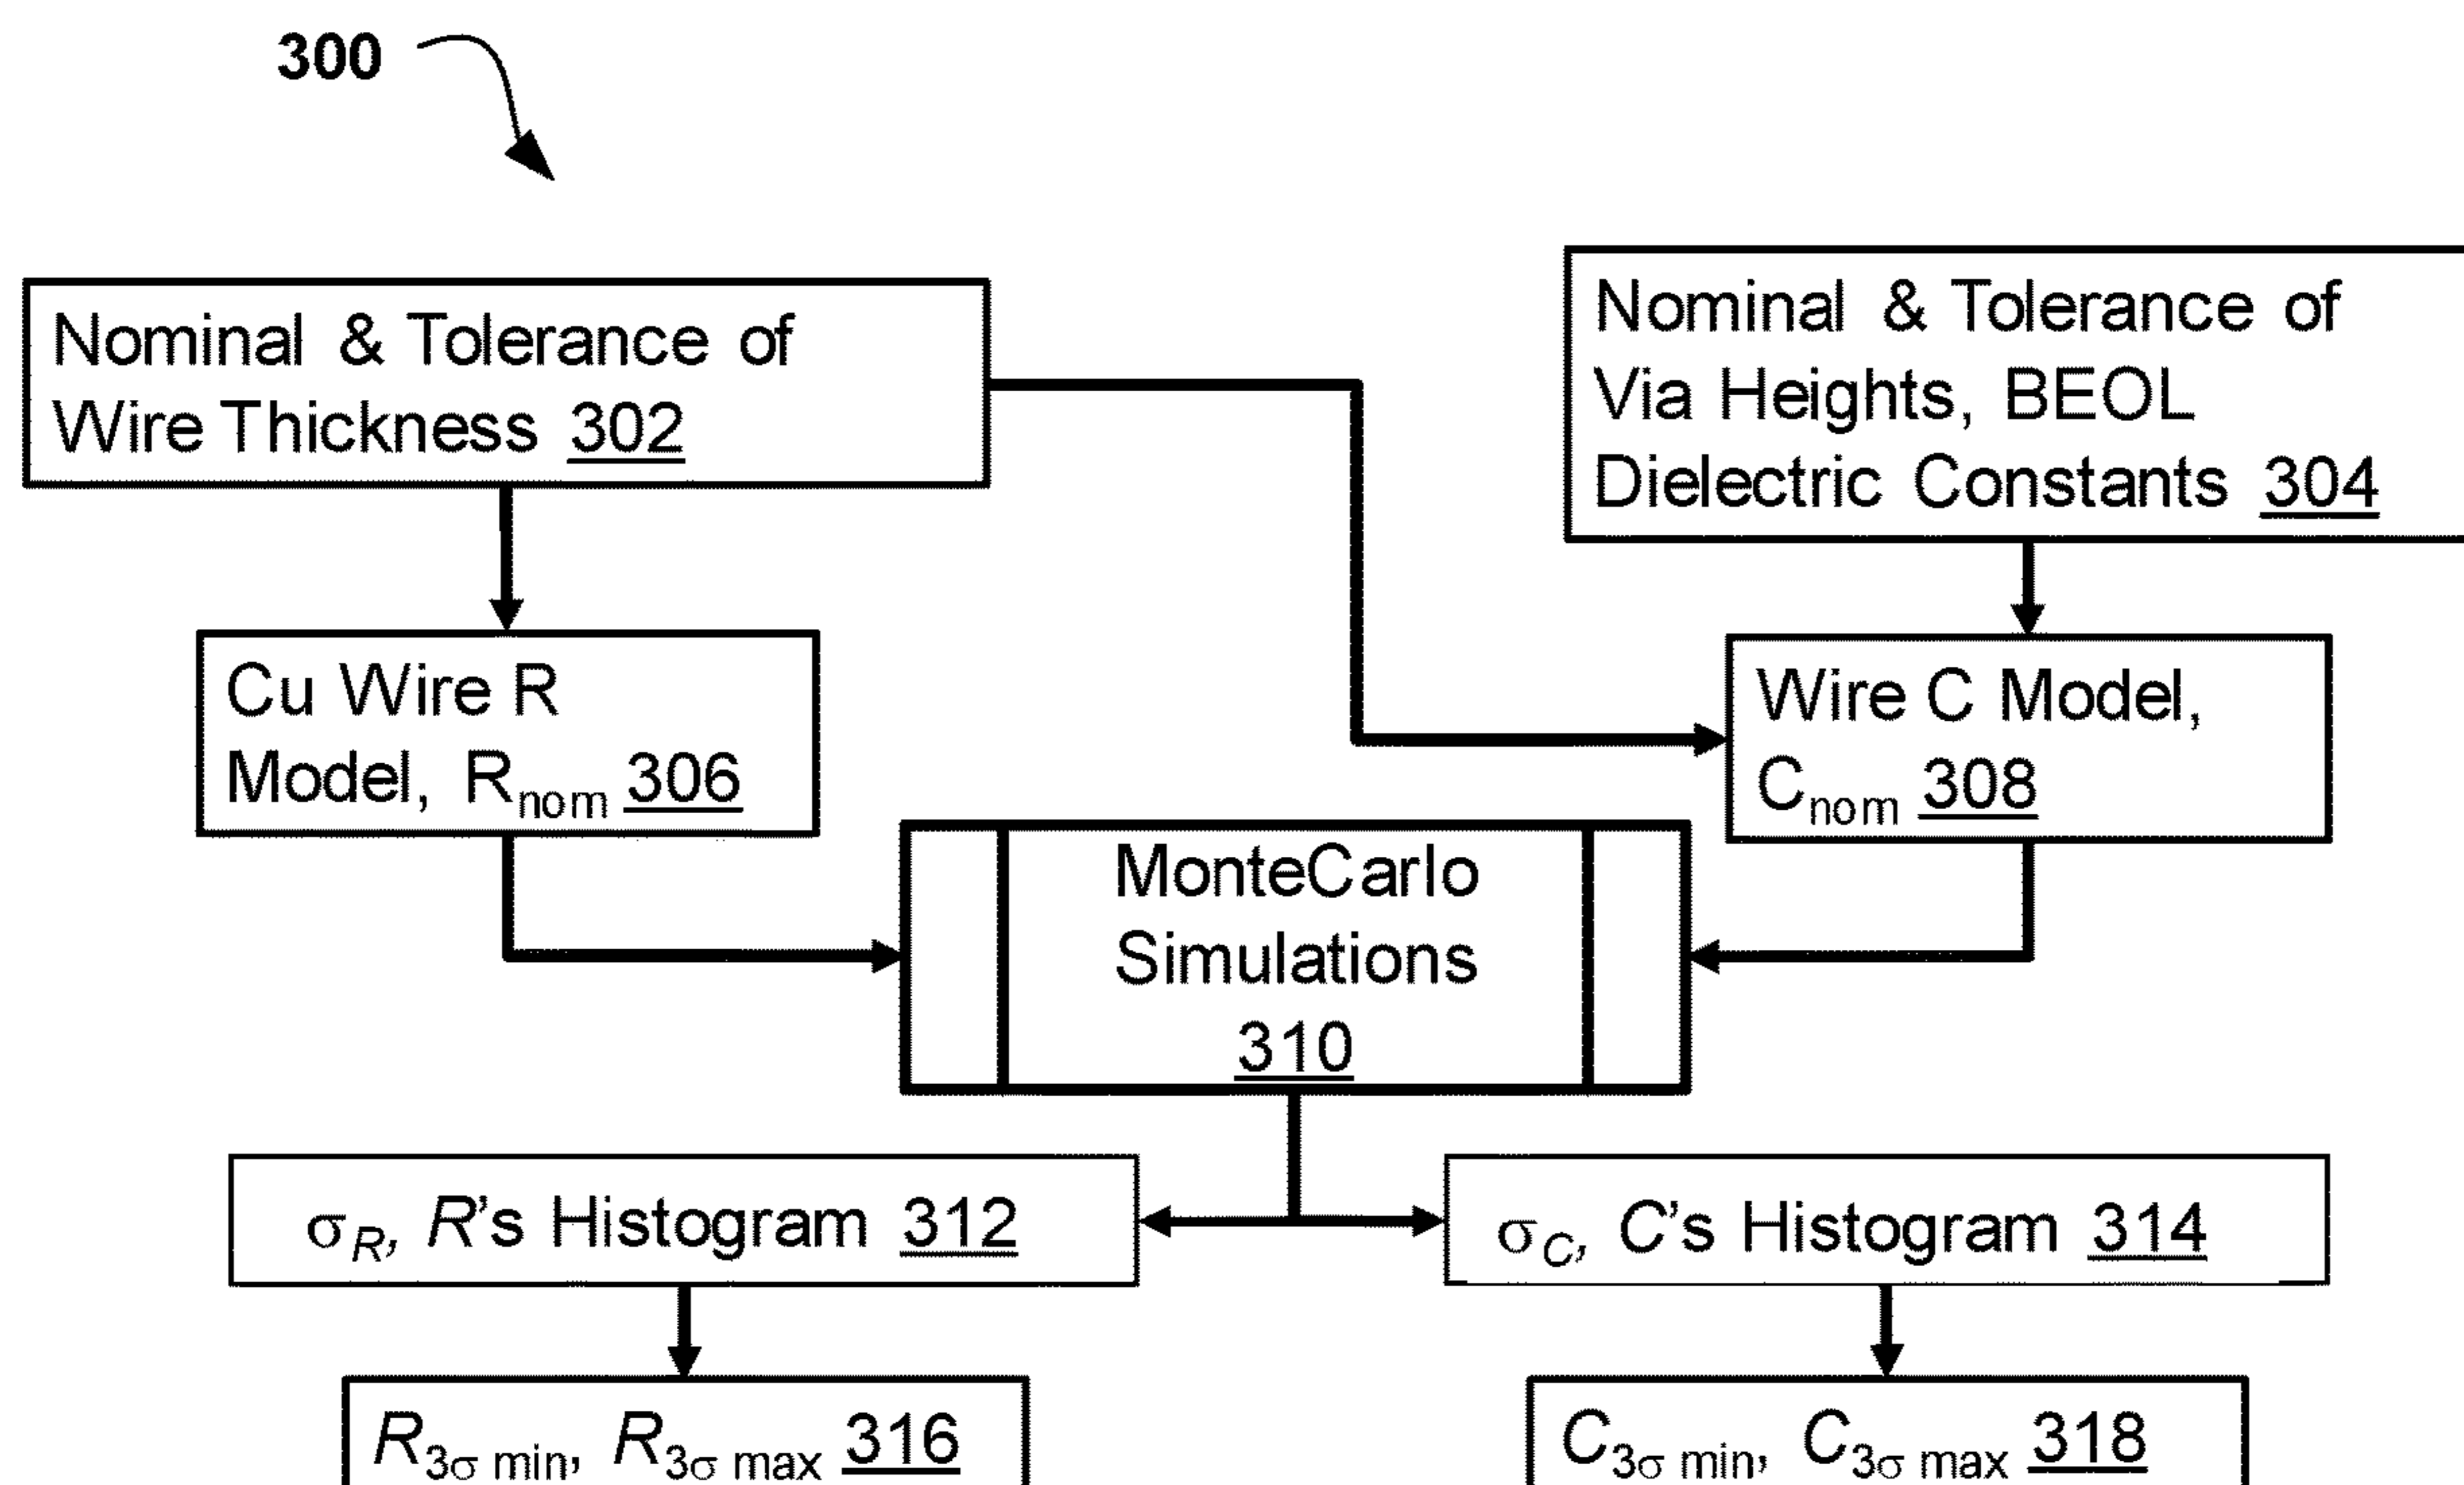 300
Nominal & Tolerance of
Wire Thickness 302
Nominal & Tolerance of
Via Heights, BEOL
Dielectric Constants 304
Cu Wire R
Model, Rnom 306
Wire C Model,
Cnom 308
MonteCarlo
Simulations
310
σR, R's Histogram 312
σC, C's Histogram 314
R3σ min, R3σ max 316
C3σ min, C3σ max 318